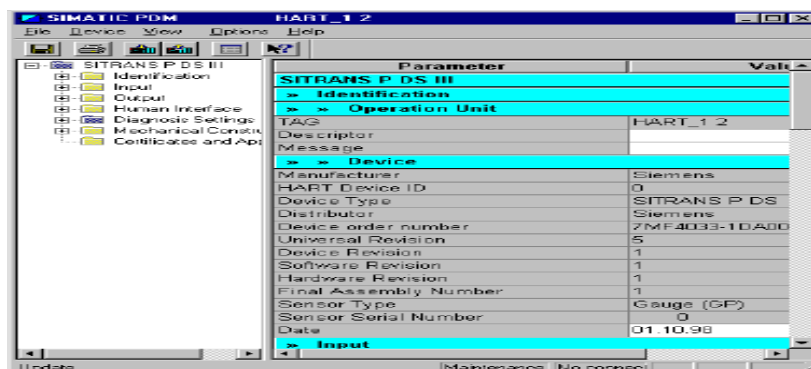 SIMATIC PDM HART_1 2
File Device View Options Help
SITRANS P DS III
Identification
Input
Output
Human Interface
Diagnosis Settings
Mechanical Constru
Certificates and App
Parameter Valu
SITRANS P DS III
» Identification
» » Operation Unit
TAG HART_1 2
Descriptor
Message
» » Device
Manufacturer Siemens
HART Device ID 0
Device Type SITRANS P DS
Distributor Siemens
Device order number 7MF4033-1DA00
Universal Revision 5
Device Revision 1
Software Revision 1
Hardware Revision 1
Final Assembly Number 1
Sensor Type Gauge (GP)
Sensor Serial Number 0
Date 01.10.98
» Input
Update Maintenance No connec